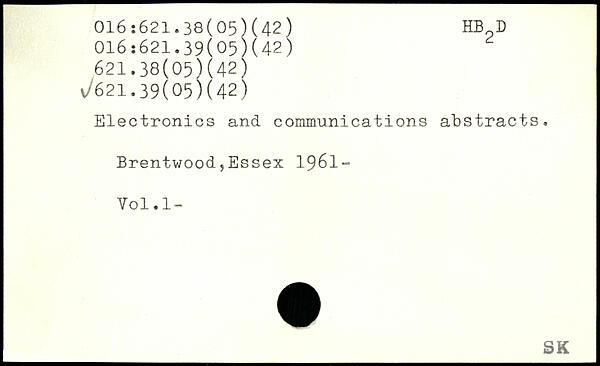 016:621.38(05)(42) HB₂D
016:621.39(05)(42)
621.38(05)(42)
✓621.39(05)(42)
Electronics and communications abstracts.
Brentwood,Essex 1961-
Vol.1-
SK